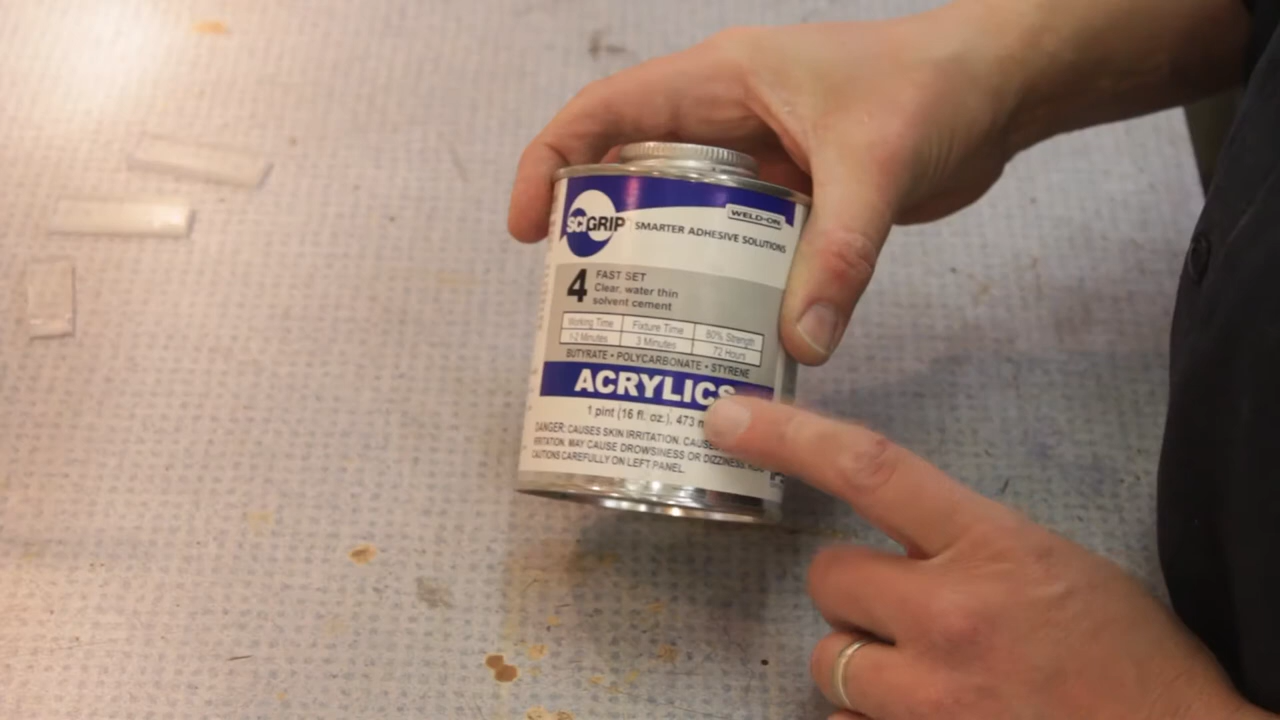 SCIGRIP
WELD-ON
SMARTER ADHESIVE SOLUTIONS
4
FAST SET
Clear, water thin
solvent cement
Working Time Fixture Time 80% Strength
1-2 Minutes 3 Minutes 72 Hours
BUTYRATE • POLYCARBONATE • STYRENE
ACRYLICS
1 pint (16 fl. oz.), 473
DANGER: CAUSES SKIN IRRITATION. CAUSES
IRRITATION. MAY CAUSE DROWSINESS OR DIZZINESS.
CAUTIONS CAREFULLY ON LEFT PANEL.